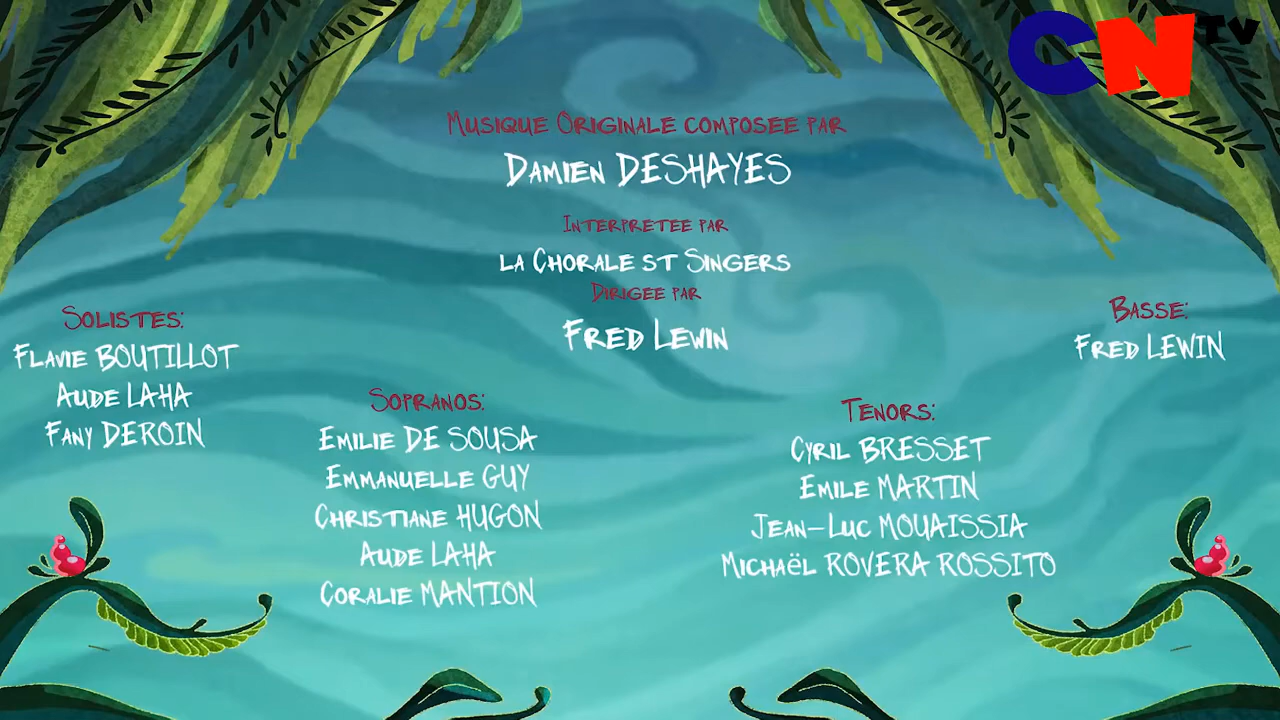 CN TV
Musique Originale composee par
Damien DESHAYES
Interpretee par
la Chorale st Singers
Dirigee par
Fred Lewin
Solistes:
Flavie BOUTILLOT
Aude LAHA
Fany DEROIN
Sopranos:
Emilie DE SOUSA
Emmanuelle GUY
Christiane HUGON
Aude LAHA
Coralie MANTION
Tenors:
Cyril BRESSET
Emile MARTIN
Jean-Luc MOUAISSIA
Michaël ROVERA ROSSITO
Basse:
Fred LEWIN